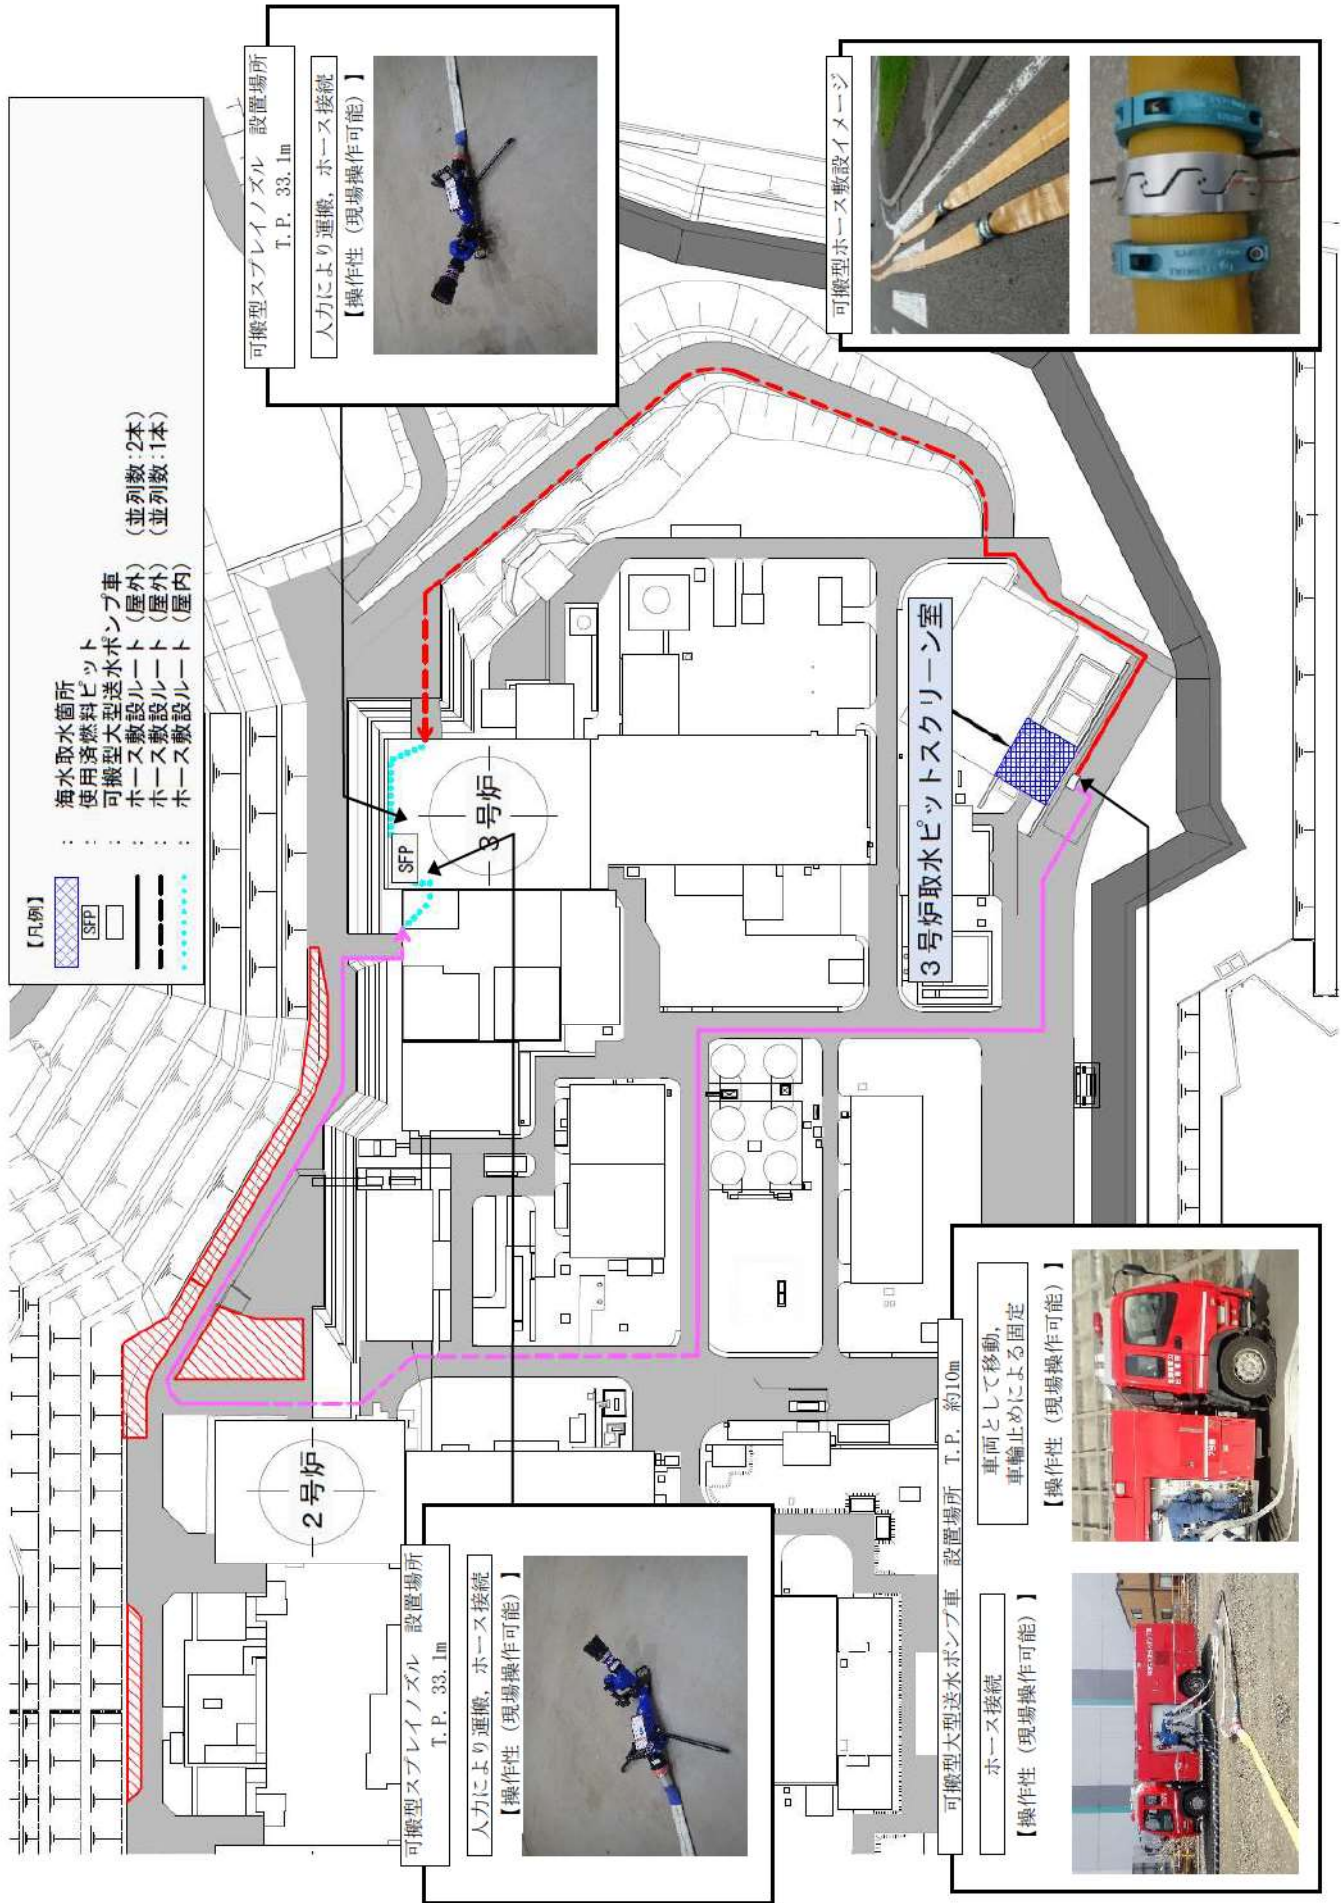 【凡例】
: 海水取水箇所
SFP : 使用済燃料ピット
: 可搬型大型送水ポンプ車
: ホース敷設ルート（屋外）（並列数:2本）
: ホース敷設ルート（屋外）（並列数:1本）
: ホース敷設ルート（屋内）
可搬型スプレイノズル 設置場所
T.P. 33.1m
人力により運搬，ホース接続
【操作性（現場操作可能）】
可搬型ホース敷設イメージ
SFP
3号炉
3号炉取水ピットスクリーン室
2号炉
可搬型スプレイノズル 設置場所
T.P. 33.1m
人力により運搬，ホース接続
【操作性（現場操作可能）】
可搬型大型送水ポンプ車 設置場所 T.P. 約10m
ホース接続
【操作性（現場操作可能）】
車両として移動，
車輪止めによる固定
【操作性（現場操作可能）】